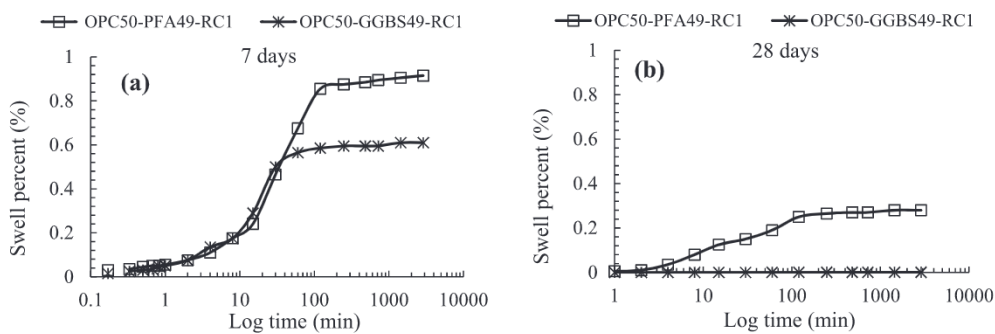 OPC50-PFA49-RC1 OPC50-GGBS49-RC1
7 days
(a)
Swell percent (%)
1
0.8
0.6
0.4
0.2
0
0.1 1 10 100 1000 10000
Log time (min)
OPC50-PFA49-RC1 OPC50-GGBS49-RC1
28 days
(b)
Swell percent (%)
1
0.8
0.6
0.4
0.2
0
1 10 100 1000 10000
Log time (min)